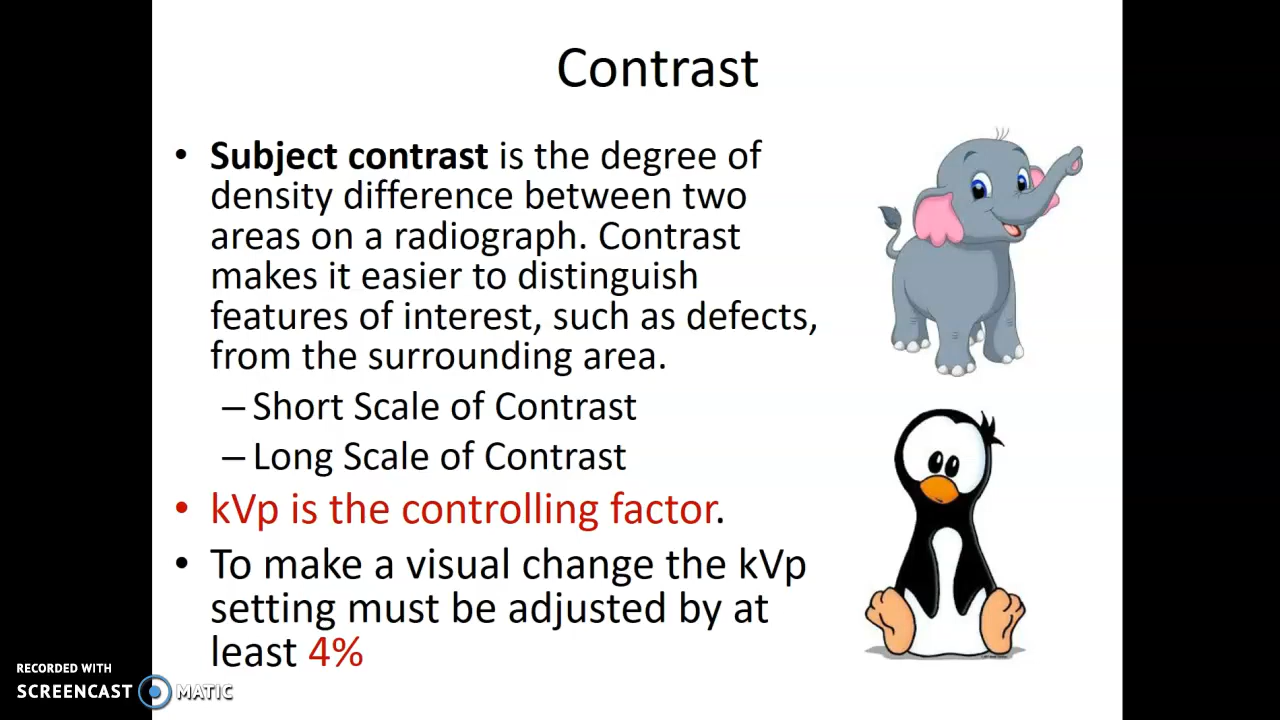 Contrast
• Subject contrast is the degree of
density difference between two
areas on a radiograph. Contrast
makes it easier to distinguish
features of interest, such as defects,
from the surrounding area.
– Short Scale of Contrast
– Long Scale of Contrast
• kVp is the controlling factor.
• To make a visual change the kVp
setting must be adjusted by at
least 4%
RECORDED WITH
SCREENCAST MATIC